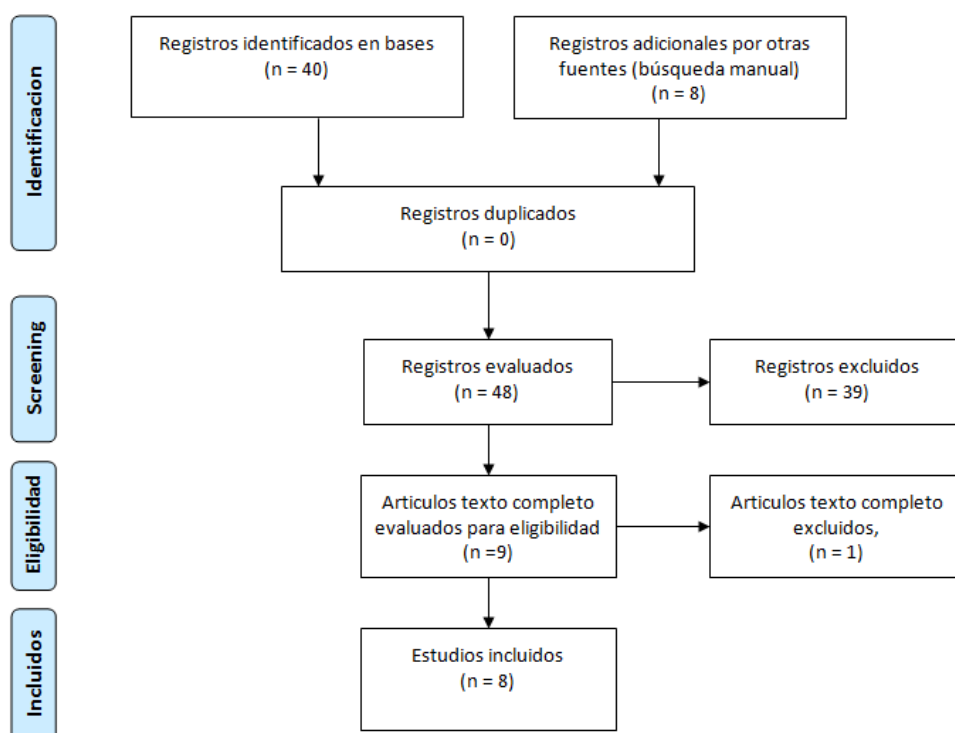 Identificacion
Registros identificados en bases
(n = 40)
Registros adicionales por otras
fuentes (búsqueda manual)
(n = 8)
Registros duplicados
(n = 0)
Screening
Registros evaluados
(n = 48)
Registros excluidos
(n = 39)
Eligibilidad
Articulos texto completo
evaluados para eligibilidad
(n =9)
Articulos texto completo
excluidos,
(n = 1)
Incluidos
Estudios incluidos
(n = 8)